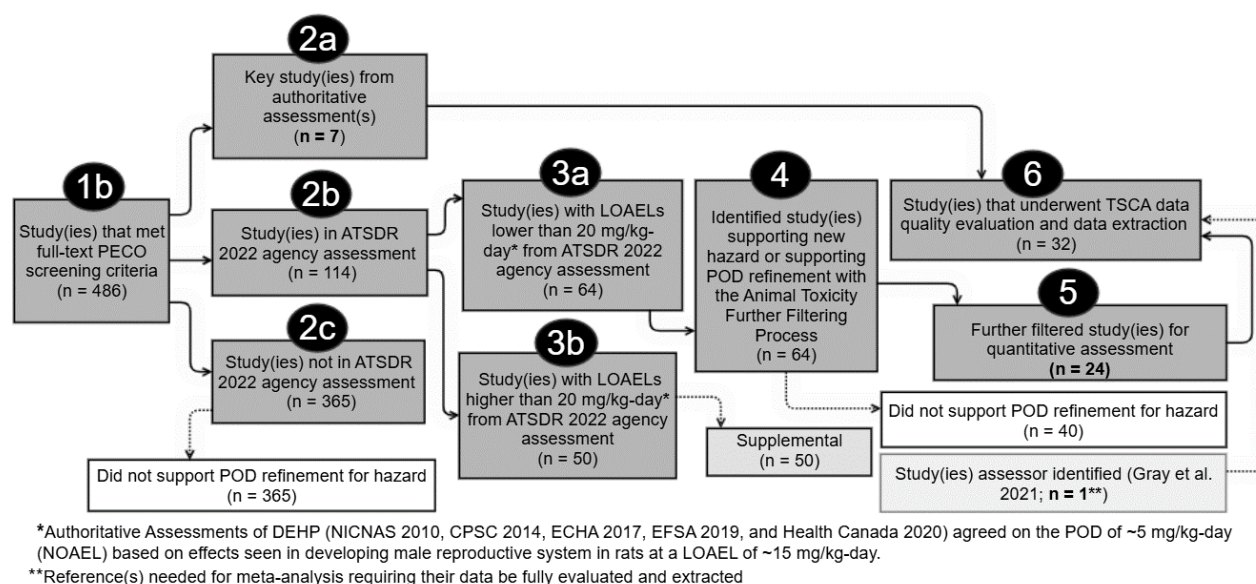 2a
Key study(ies) from
authoritative
assessment(s)
(n = 7)
1b
Study(ies) that met
full-text PECO
screening criteria
(n = 486)
2b
Study(ies) in ATSDR
2022 agency assessment
(n = 114)
2c
Study(ies) not in ATSDR
2022 agency assessment
(n = 365)
Did not support POD refinement for hazard
(n = 365)
3a
Study(ies) with LOAELs
lower than 20 mg/kg-
day* from ATSDR 2022
agency assessment
(n = 64)
3b
Study(ies) with LOAELs
higher than 20 mg/kg-day*
from ATSDR 2022 agency
assessment
(n = 50)
Supplemental
(n = 50)
4
Identified study(ies)
supporting new
hazard or supporting
POD refinement with
the Animal Toxicity
Further Filtering
Process
(n = 64)
6
Study(ies) that underwent TSCA data
quality evaluation and data extraction
(n = 32)
5
Further filtered study(ies) for
quantitative assessment
(n = 24)
Did not support POD refinement for hazard
(n = 40)
Study(ies) assessor identified (Gray et al.
2021; n = 1**)
*Authoritative Assessments of DEHP (NICNAS 2010, CPSC 2014, ECHA 2017, EFSA 2019, and Health Canada 2020) agreed on the POD of ~5 mg/kg-day
(NOAEL) based on effects seen in developing male reproductive system in rats at a LOAEL of ~15 mg/kg-day.
**Reference(s) needed for meta-analysis requiring their data be fully evaluated and extracted